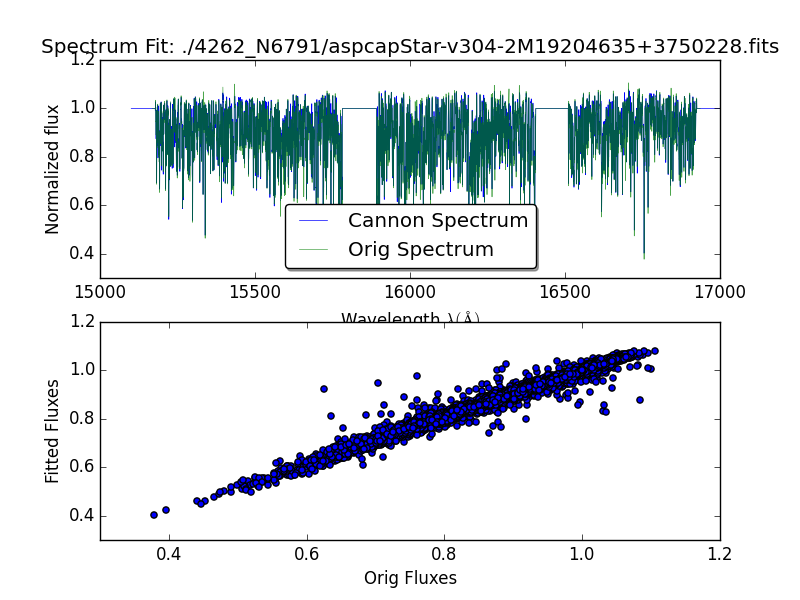 Spectrum Fit: ./4262_N6791/aspcapStar-v304-2M19204635+3750228.fits
1.2
1.0
0.8
0.6
0.4
Normalized flux
Cannon Spectrum
Orig Spectrum
15000 15500 16000 16500 17000
Wavelength λ(Å)
1.2
1.0
0.8
0.6
0.4
Fitted Fluxes
0.4 0.6 0.8 1.0 1.2
Orig Fluxes